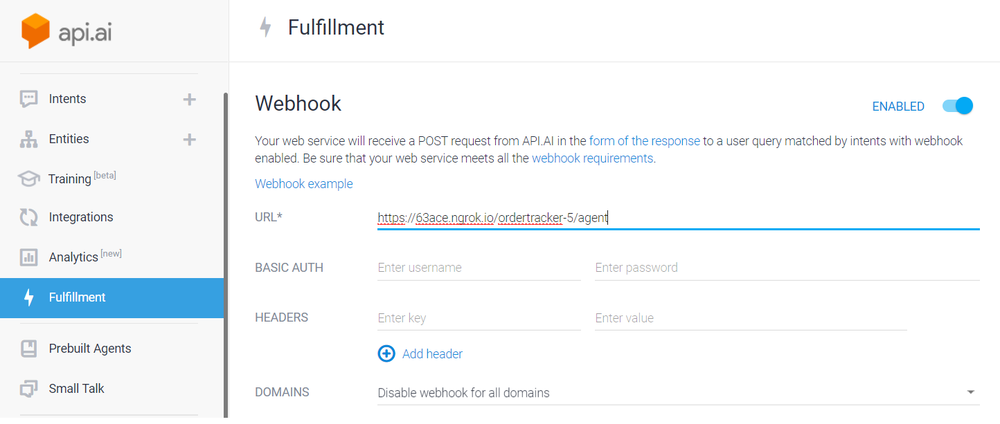 api.ai
Intents
Entities
Training [beta]
Integrations
Analytics [new]
Fulfillment
Prebuilt Agents
Small Talk
Fulfillment
Webhook
ENABLED
Your web service will receive a POST request from API.AI in the form of the response to a user query matched by intents with webhook
enabled. Be sure that your web service meets all the webhook requirements.
Webhook example
URL* https://63ace.ngrok.io/ordertracker-5/agent
BASIC AUTH Enter username Enter password
HEADERS Enter key Enter value
Add header
DOMAINS Disable webhook for all domains